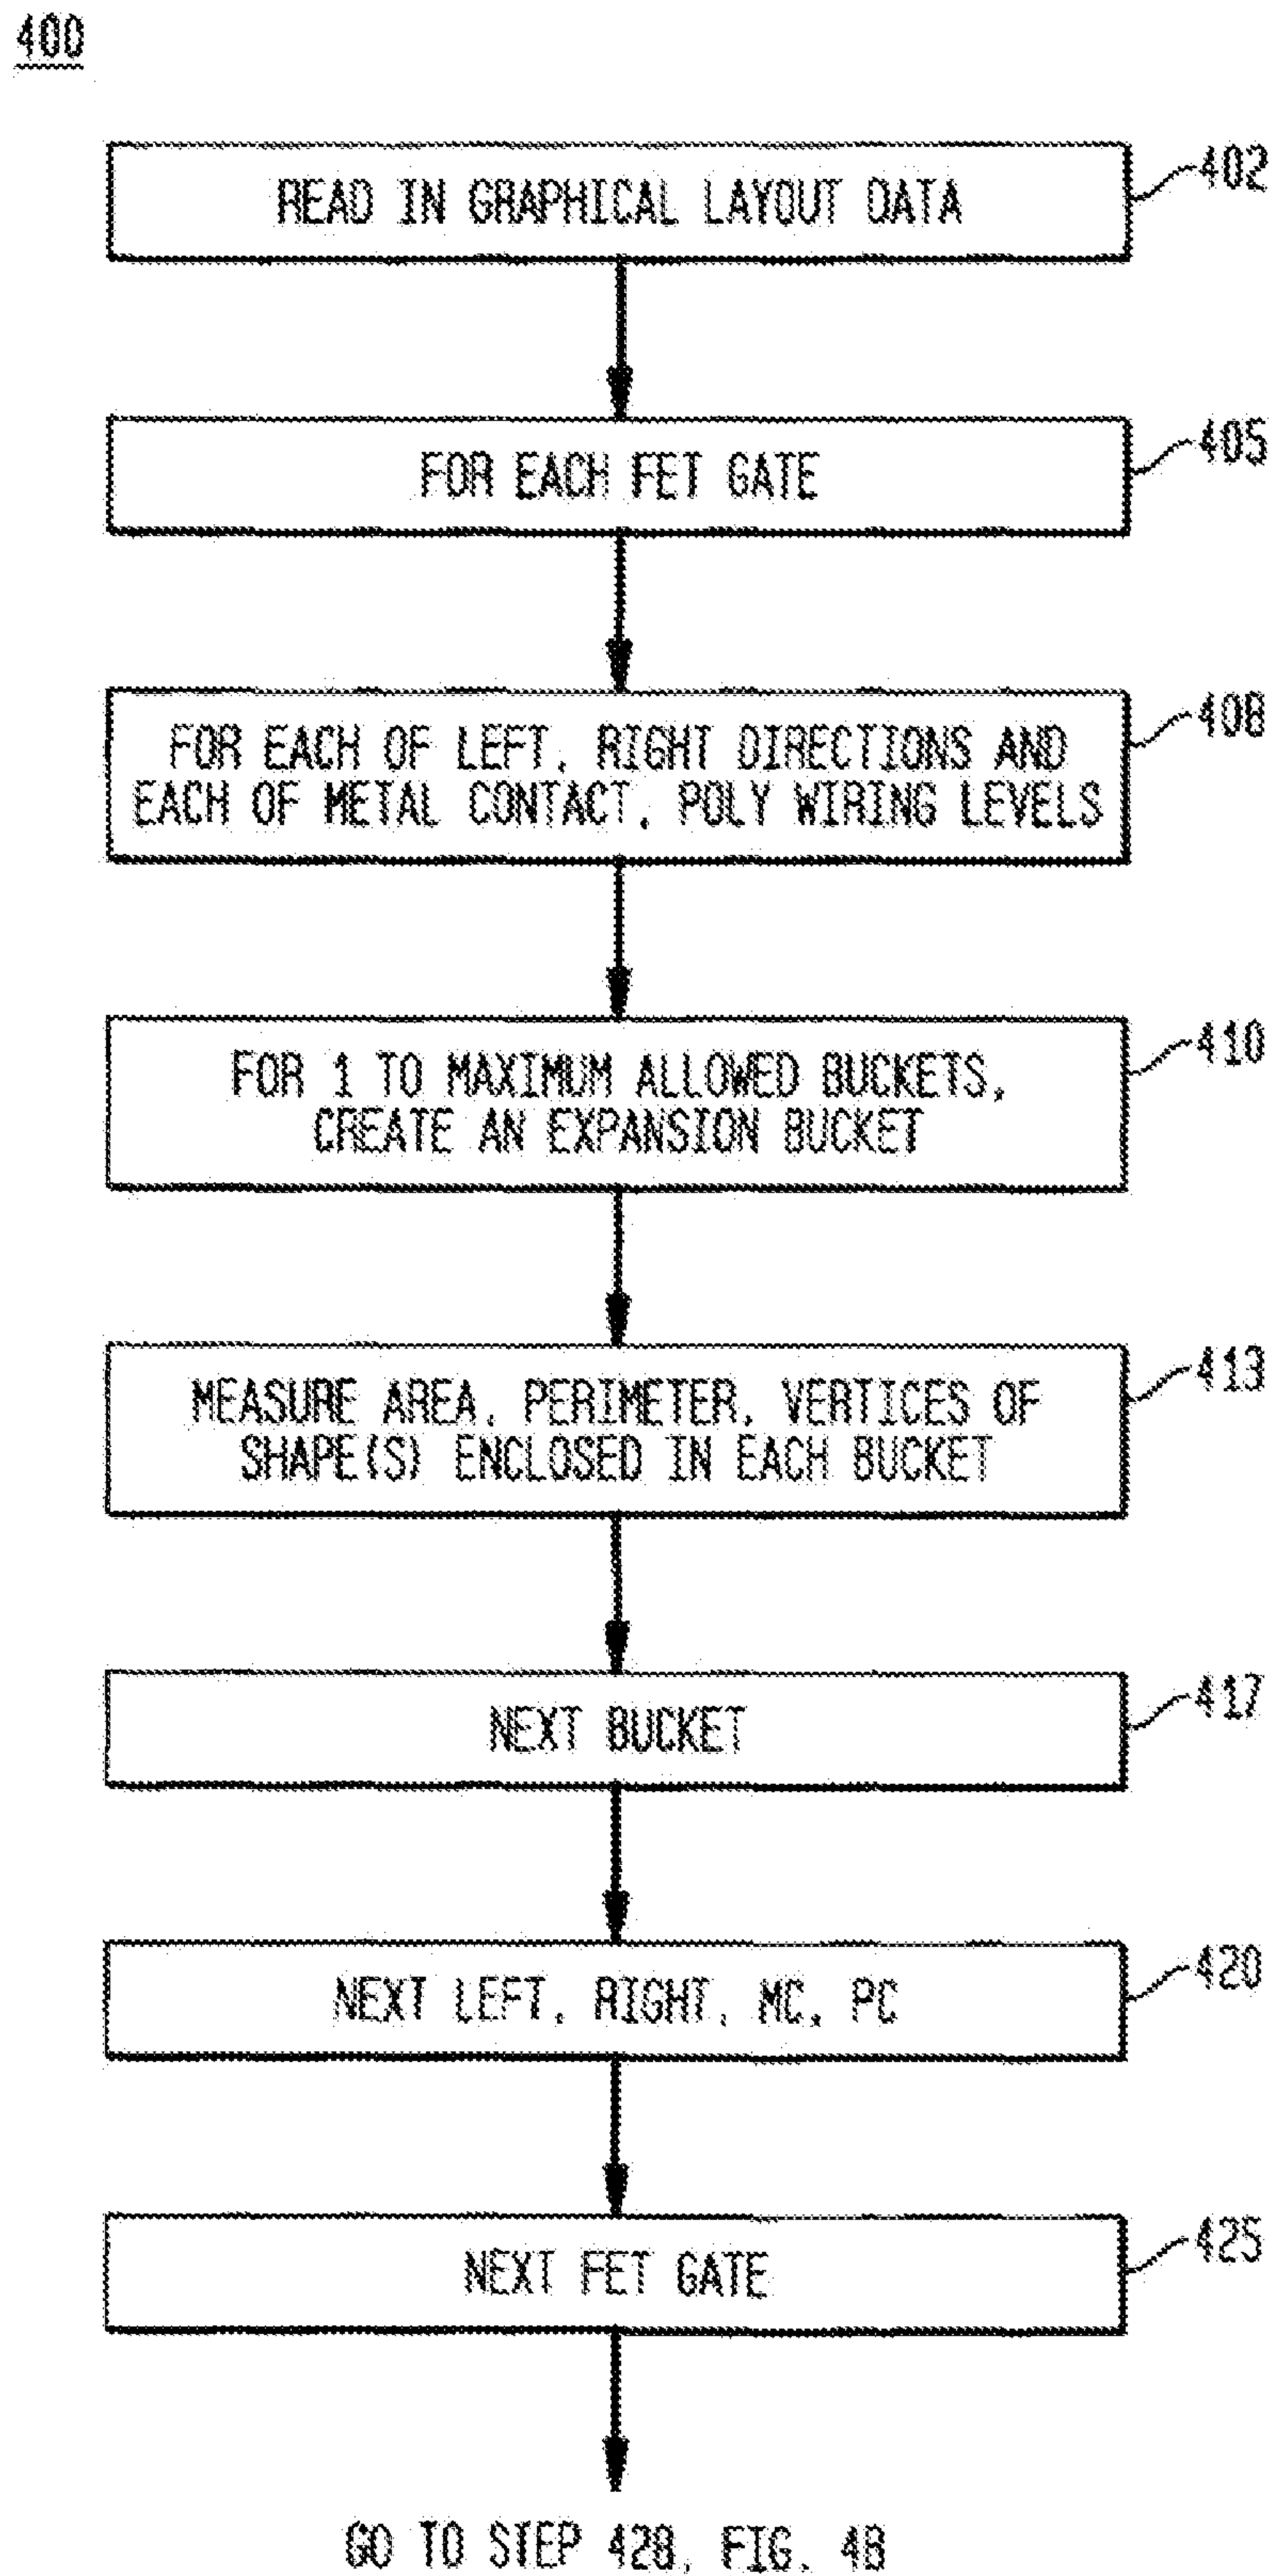 400
READ IN GRAPHICAL LAYOUT DATA
402
FOR EACH FET GATE
405
FOR EACH OF LEFT, RIGHT DIRECTIONS AND
EACH OF METAL CONTACT, POLY WIRING LEVELS
408
FOR 1 TO MAXIMUM ALLOWED BUCKETS,
CREATE AN EXPANSION BUCKET
410
MEASURE AREA, PERIMETER, VERTICES OF
SHAPE(S) ENCLOSED IN EACH BUCKET
413
NEXT BUCKET
417
NEXT LEFT, RIGHT, MC, PC
420
NEXT FET GATE
425
GO TO STEP 428, FIG. 4B